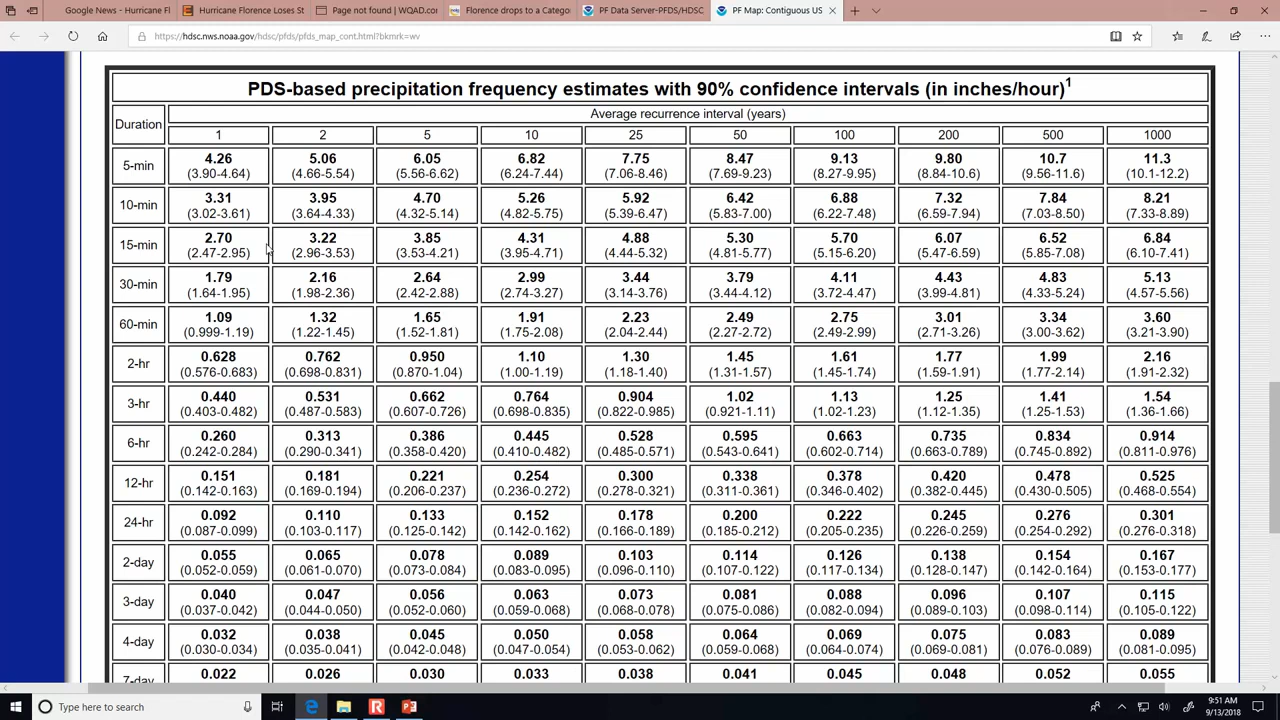 Google News - Hurricane Fl
Hurricane Florence Loses St
Page not found | WQAD.com
Florence drops to a Catego
PF Data Server-PFDS/HDSC
PF Map: Contiguous US
https://hdsc.nws.noaa.gov/hdsc/pfds/pfds_map_cont.html?bkmrk=wv
PDS-based precipitation frequency estimates with 90% confidence intervals (in inches/hour)1
Duration
Average recurrence interval (years)
1 2 5 10 25 50 100 200 500 1000
5-min 4.26 5.06 6.05 6.82 7.75 8.47 9.13 9.80 10.7 11.3
(3.90-4.64) (4.66-5.54) (5.56-6.62) (6.24-7.44) (7.06-8.46) (7.69-9.23) (8.27-9.95) (8.84-10.6) (9.56-11.6) (10.1-12.2)
10-min 3.31 3.95 4.70 5.26 5.92 6.42 6.88 7.32 7.84 8.21
(3.02-3.61) (3.64-4.33) (4.32-5.14) (4.82-5.75) (5.39-6.47) (5.83-7.00) (6.22-7.48) (6.59-7.94) (7.03-8.50) (7.33-8.89)
15-min 2.70 3.22 3.85 4.31 4.88 5.30 5.70 6.07 6.52 6.84
(2.47-2.95) (2.96-3.53) (3.53-4.21) (3.95-4.71) (4.44-5.32) (4.81-5.77) (5.15-6.20) (5.47-6.59) (5.85-7.08) (6.10-7.41)
30-min 1.79 2.16 2.64 2.99 3.44 3.79 4.11 4.43 4.83 5.13
(1.64-1.95) (1.98-2.36) (2.42-2.88) (2.74-3.27) (3.14-3.76) (3.44-4.12) (3.72-4.47) (3.99-4.81) (4.33-5.24) (4.57-5.56)
60-min 1.09 1.32 1.65 1.91 2.23 2.49 2.75 3.01 3.34 3.60
(0.999-1.19) (1.22-1.45) (1.52-1.81) (1.75-2.08) (2.04-2.44) (2.27-2.72) (2.49-2.99) (2.71-3.26) (3.00-3.62) (3.21-3.90)
2-hr 0.628 0.762 0.950 1.10 1.30 1.45 1.61 1.77 1.99 2.16
(0.576-0.683) (0.698-0.831) (0.870-1.04) (1.00-1.19) (1.18-1.40) (1.31-1.57) (1.45-1.74) (1.59-1.91) (1.77-2.14) (1.91-2.32)
3-hr 0.440 0.531 0.662 0.764 0.904 1.02 1.13 1.25 1.41 1.54
(0.403-0.482) (0.487-0.583) (0.607-0.726) (0.698-0.835) (0.822-0.985) (0.921-1.11) (1.02-1.23) (1.12-1.35) (1.25-1.53) (1.36-1.66)
6-hr 0.260 0.313 0.386 0.445 0.528 0.595 0.663 0.735 0.834 0.914
(0.242-0.284) (0.290-0.341) (0.358-0.420) (0.410-0.482) (0.485-0.571) (0.543-0.641) (0.602-0.714) (0.663-0.789) (0.745-0.892) (0.811-0.976)
12-hr 0.151 0.181 0.221 0.254 0.300 0.338 0.378 0.420 0.478 0.525
(0.142-0.163) (0.169-0.194) (0.206-0.237) (0.236-0.272) (0.278-0.321) (0.311-0.361) (0.346-0.402) (0.382-0.445) (0.430-0.505) (0.468-0.554)
24-hr 0.092 0.110 0.133 0.152 0.178 0.200 0.222 0.245 0.276 0.301
(0.087-0.099) (0.103-0.117) (0.125-0.142) (0.142-0.162) (0.166-0.189) (0.185-0.212) (0.205-0.235) (0.226-0.259) (0.254-0.292) (0.276-0.318)
2-day 0.055 0.065 0.078 0.089 0.103 0.114 0.126 0.138 0.154 0.167
(0.052-0.059) (0.061-0.070) (0.073-0.084) (0.083-0.095) (0.096-0.110) (0.107-0.122) (0.117-0.134) (0.128-0.147) (0.142-0.164) (0.153-0.177)
3-day 0.040 0.047 0.056 0.063 0.073 0.081 0.088 0.096 0.107 0.115
(0.037-0.042) (0.044-0.050) (0.052-0.060) (0.059-0.068) (0.068-0.078) (0.075-0.086) (0.082-0.094) (0.089-0.103) (0.098-0.114) (0.105-0.122)
4-day 0.032 0.038 0.045 0.050 0.058 0.064 0.069 0.075 0.083 0.089
(0.030-0.034) (0.035-0.041) (0.042-0.048) (0.047-0.054) (0.053-0.062) (0.059-0.068) (0.064-0.074) (0.069-0.081) (0.076-0.089) (0.081-0.095)
7-day 0.022 0.026 0.030 0.033 0.038 0.041 0.045 0.048 0.052 0.055
Type here to search
9:51 AM
9/13/2018